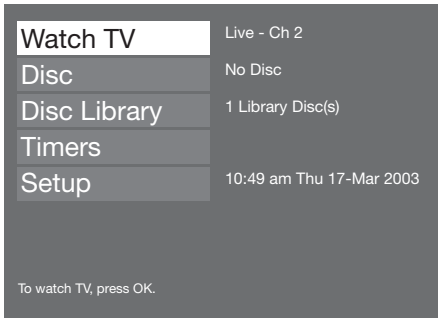 Watch TV
Live - Ch 2
Disc
No Disc
Disc Library
1 Library Disc(s)
Timers
Setup
10:49 am Thu 17-Mar 2003
To watch TV, press OK.